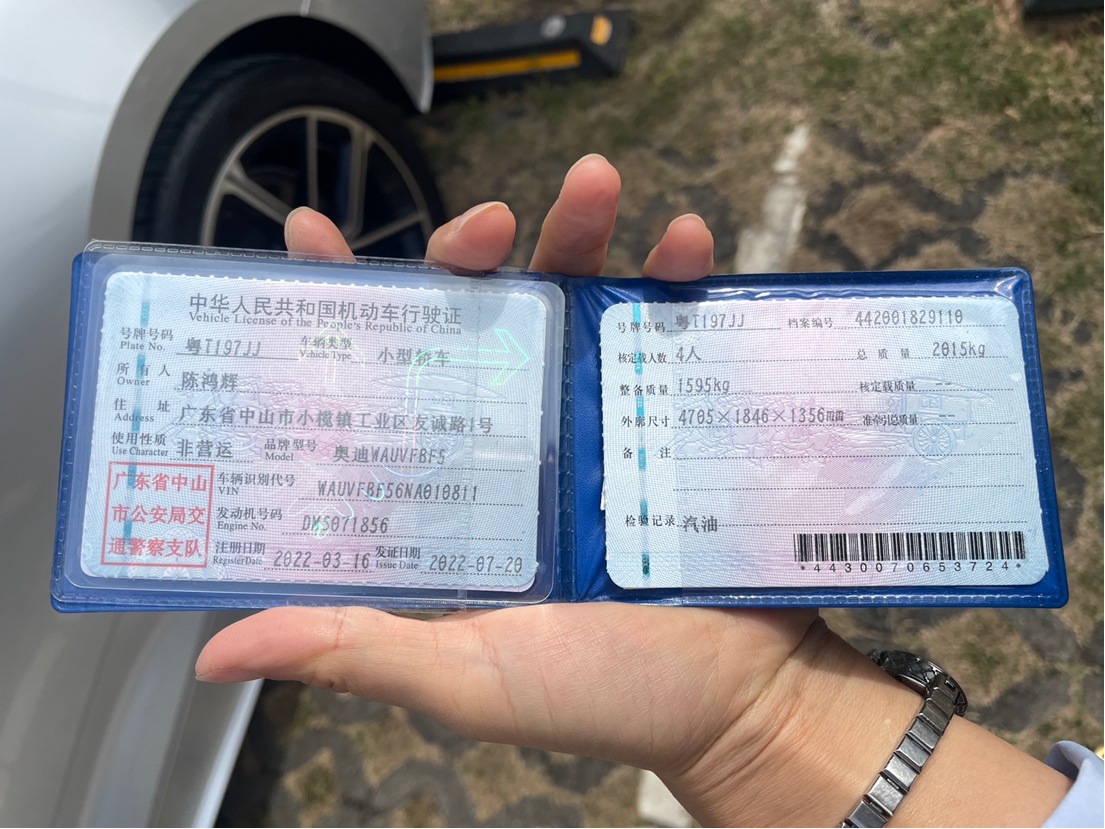 中华人民共和国机动车行驶证
Vehicle License of the People's Republic of China
号牌号码 粤T197JJ 车辆类型 小型轿车
Plate No. Vehicle Type
所有人 陈鸿辉
Owner
住址 广东省中山市小榄镇工业区友诚路1号
Address
使用性质 非营运 品牌型号 奥迪WAUVFBF5
Use Character Model
广东省中山
市公安局交
通警察支队
车辆识别代号 WAUVFBF56NA010811
VIN
发动机号码 DMS071856
Engine No.
注册日期 2022-03-16 发证日期 2022-07-20
Register Date Issue Date
号牌号码 粤T197JJ 档案编号 442001829110
核定载人数 4人 总质量 2015kg
整备质量 1595kg 核定载质量 --
外廓尺寸 4705×1846×1356mm 准牵引总质量 --
备注
检验记录 汽油
*4430070653724*